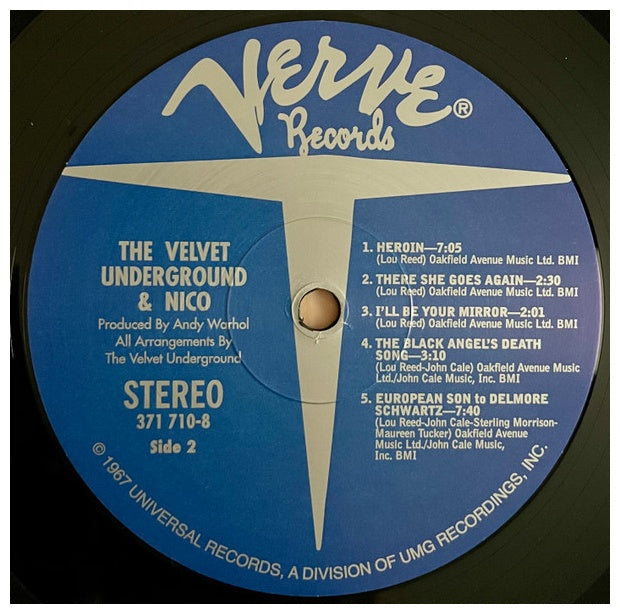 Verve®
Records
THE VELVET
UNDERGROUND
& NICO
Produced By Andy Warhol
All Arrangements By
The Velvet Underground
STEREO
371 710-8
Side 2
1. HEROIN—7:05
(Lou Reed) Oakfield Avenue Music Ltd. BMI
2. THERE SHE GOES AGAIN—2:30
(Lou Reed) Oakfield Avenue Music Ltd. BMI
3. I'LL BE YOUR MIRROR—2:01
(Lou Reed) Oakfield Avenue Music Ltd. BMI
4. THE BLACK ANGEL'S DEATH
SONG—3:10
(Lou Reed-John Cale) Oakfield Avenue Music
Ltd./John Cale Music, Inc. BMI
5. EUROPEAN SON to DELMORE
SCHWARTZ—7:40
(Lou Reed-John Cale-Sterling Morrison-
Maureen Tucker) Oakfield Avenue
Music Ltd./John Cale Music,
Inc. BMI
© 1967 UNIVERSAL RECORDS, A DIVISION OF UMG RECORDINGS, INC.